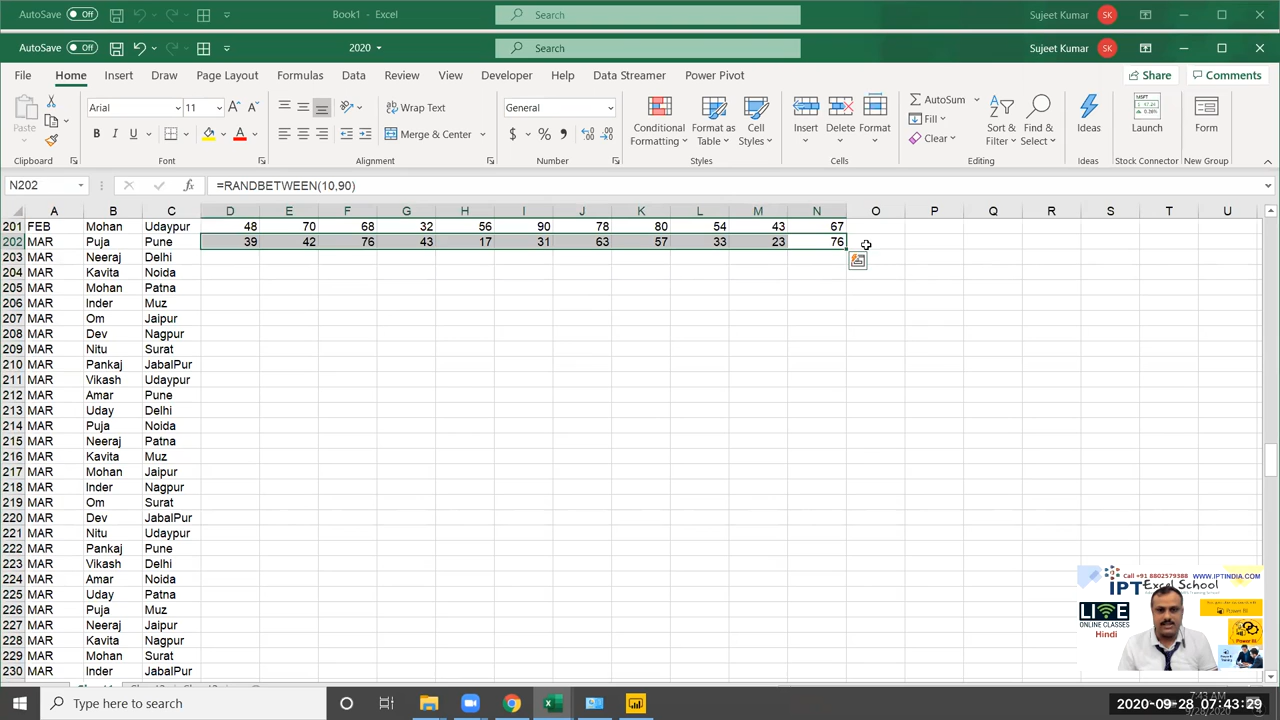 AutoSave Off Book1 - Excel Search Sujeet Kumar SK
AutoSave Off 2020 Search Sujeet Kumar SK
File Home Insert Draw Page Layout Formulas Data Review View Developer Help Data Streamer Power Pivot Share Comments
Paste Arial 11 Wrap Text General Conditional Formatting Format as Table Cell Styles Insert Delete Format AutoSum Fill Clear Sort & Filter Find & Select Ideas Launch Form
B I U Merge & Center $ %
Clipboard Font Alignment Number Styles Cells Editing Ideas Stock Connector New Group
N202 fx =RANDBETWEEN(10,90)
A B C D E F G H I J K L M N O P Q R S T U
201 FEB Mohan Udaypur 48 70 68 32 56 90 78 80 54 43 67
202 MAR Puja Pune 39 42 76 43 17 31 63 57 33 23 76
203 MAR Neeraj Delhi
204 MAR Kavita Noida
205 MAR Mohan Patna
206 MAR Inder Muz
207 MAR Om Jaipur
208 MAR Dev Nagpur
209 MAR Nitu Surat
210 MAR Pankaj JabalPur
211 MAR Vikash Udaypur
212 MAR Amar Pune
213 MAR Uday Delhi
214 MAR Puja Noida
215 MAR Neeraj Patna
216 MAR Kavita Muz
217 MAR Mohan Jaipur
218 MAR Inder Nagpur
219 MAR Om Surat
220 MAR Dev JabalPur
221 MAR Nitu Udaypur
222 MAR Pankaj Pune
223 MAR Vikash Delhi
224 MAR Amar Noida
225 MAR Uday Patna
226 MAR Puja Muz
227 MAR Neeraj Jaipur
228 MAR Kavita Nagpur
229 MAR Mohan Surat
230 MAR Inder JabalPur
Call +91 8802579388 WWW.IPTINDIA.COM
IPT Excel School
LIVE
ONLINE CLASSES
Hindi
Power BI
Type here to search
2020-09-28 07:43:29